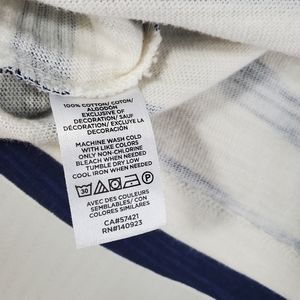 100% COTTON/ COTON/
ALGODON
EXCLUSIVE OF
DECORATION/ SAUF
DÉCORATION/ EXCLUYE LA
DECORACIÓN
MACHINE WASH COLD
WITH LIKE COLORS
ONLY NON-CHLORINE
BLEACH WHEN NEEDED
TUMBLE DRY LOW
COOL IRON WHEN NEEDED
30
AVEC DES COULEURS
SEMBLABLES/ CON
COLORES SIMILARES
CA#57421
RN#140923